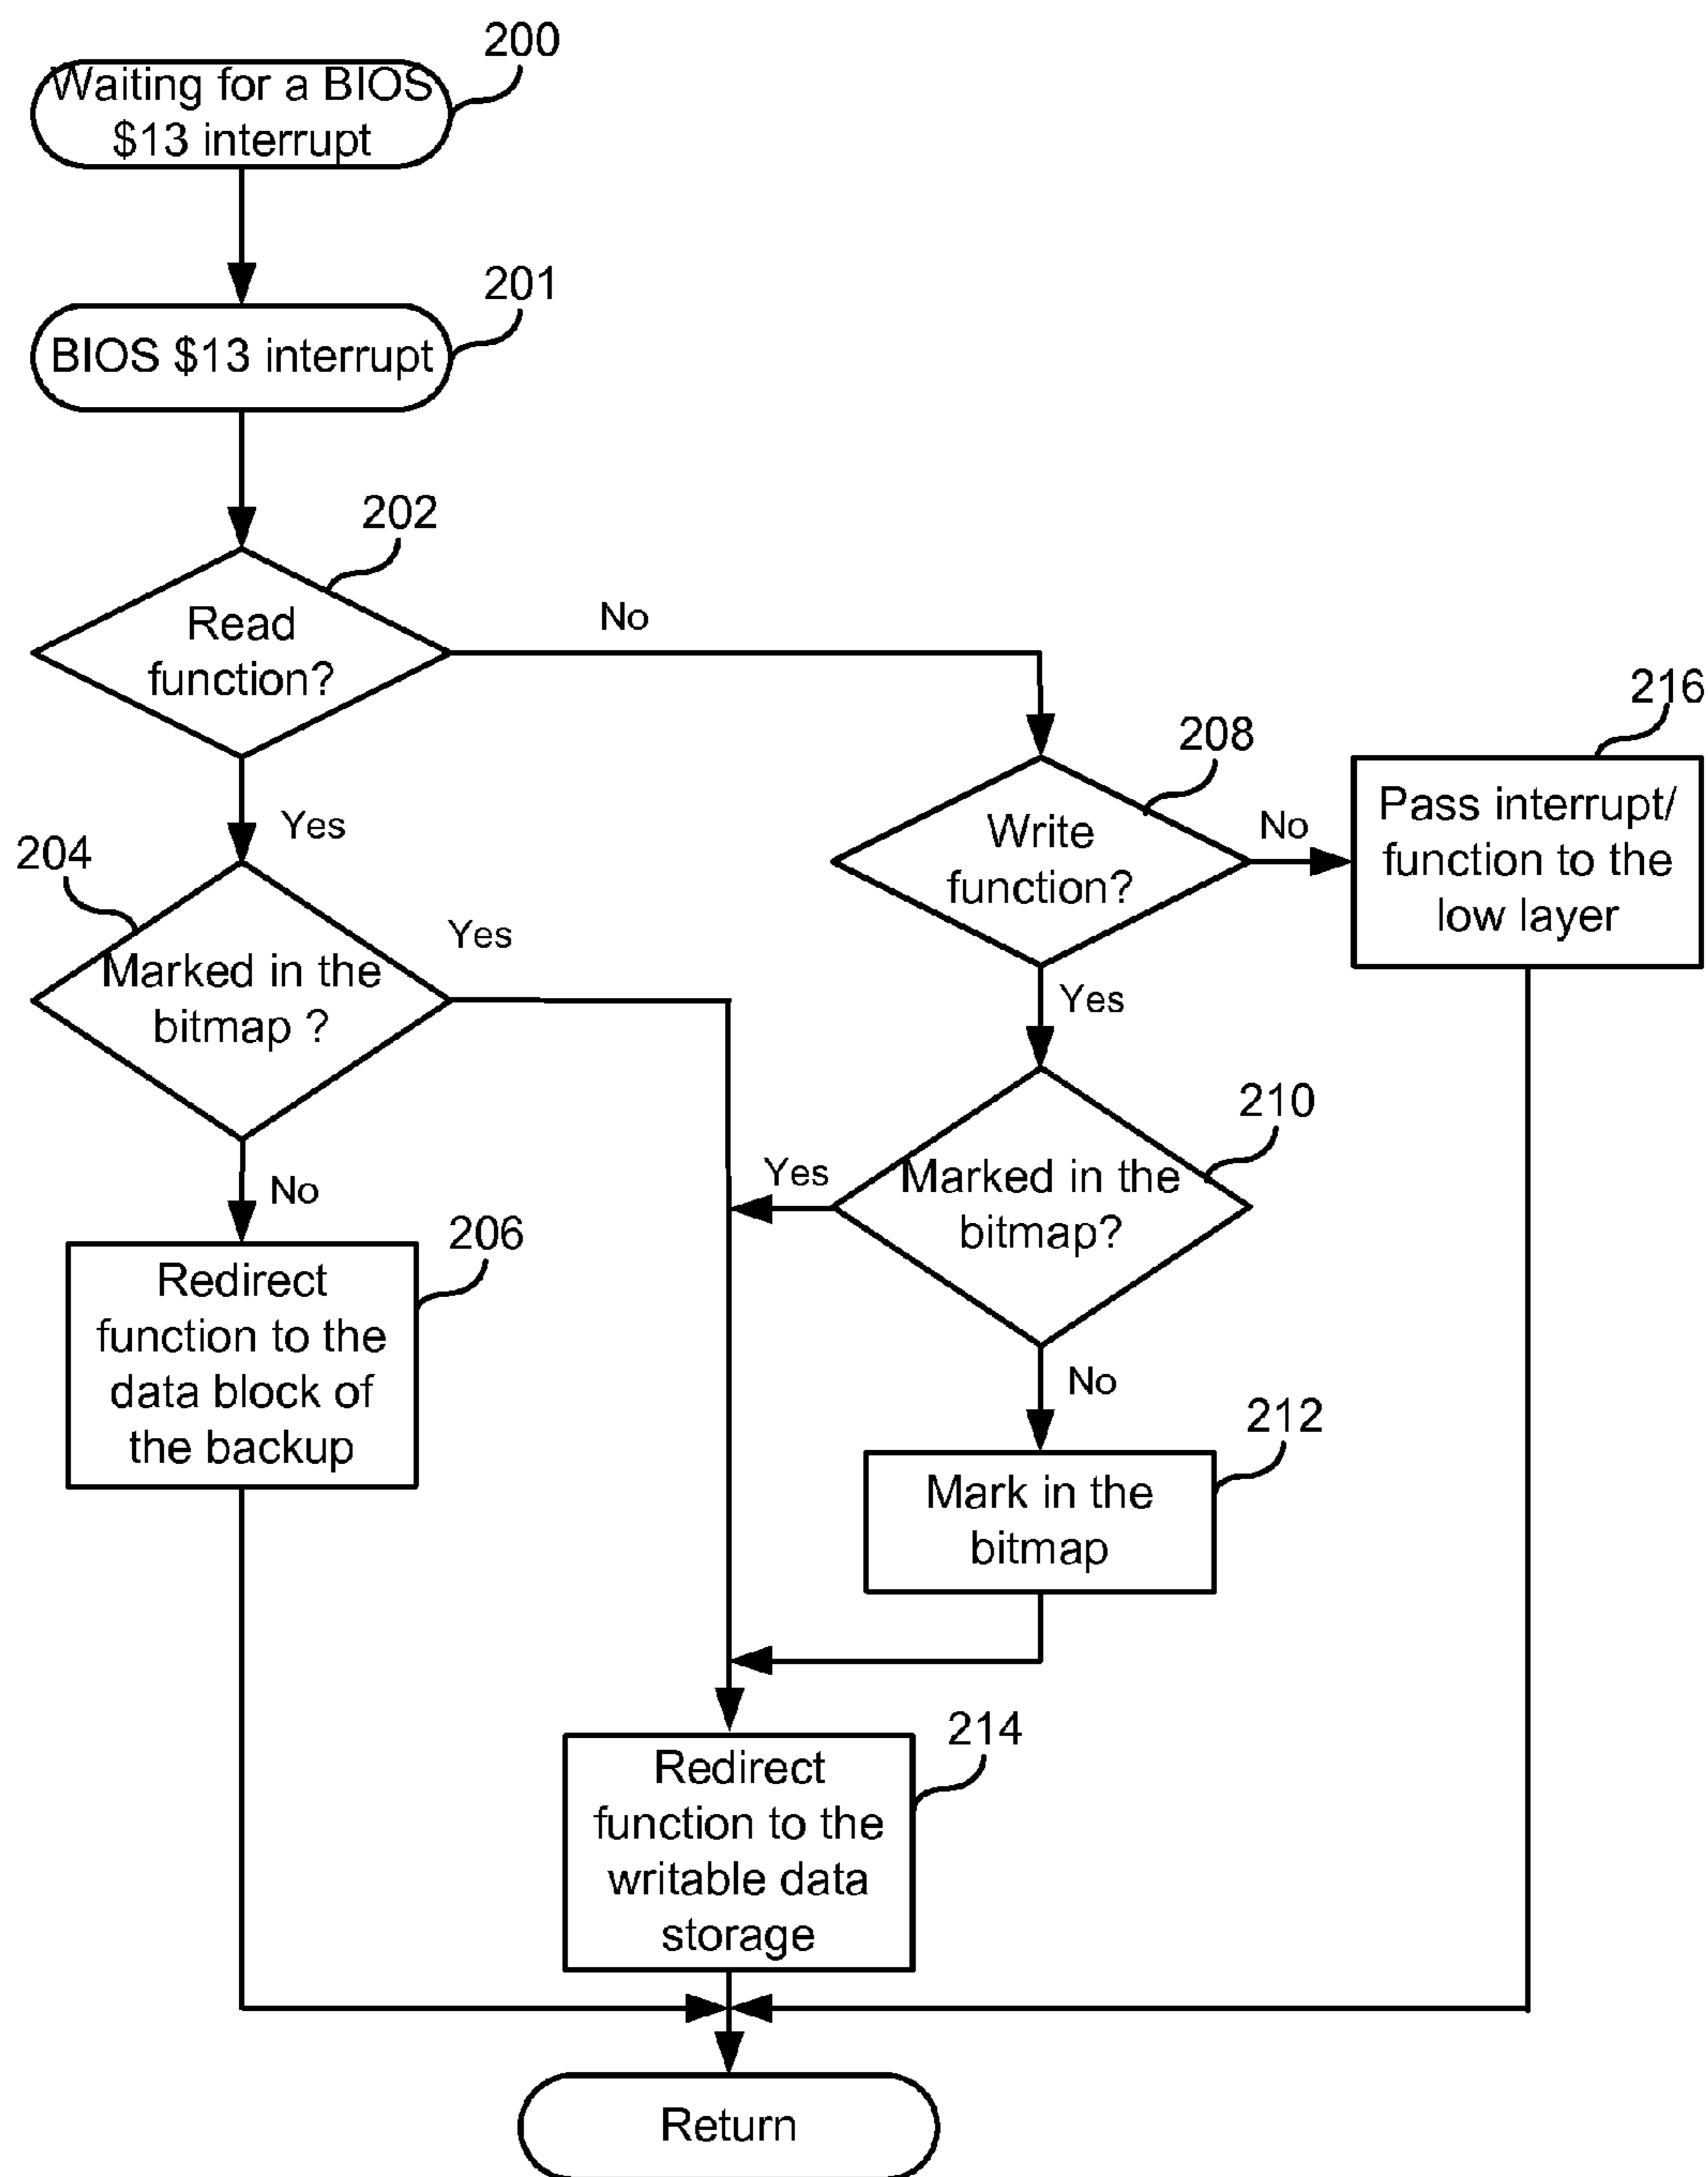 200
Waiting for a BIOS
$13 interrupt
201
BIOS $13 interrupt
202
Read
function?
No
Yes
208
Write
function?
No
216
Pass interrupt/
function to the
low layer
204
Marked in the
bitmap ?
Yes
Yes
210
Marked in the
bitmap?
Yes
No
206
Redirect
function to the
data block of
the backup
No
212
Mark in the
bitmap
214
Redirect
function to the
writable data
storage
Return